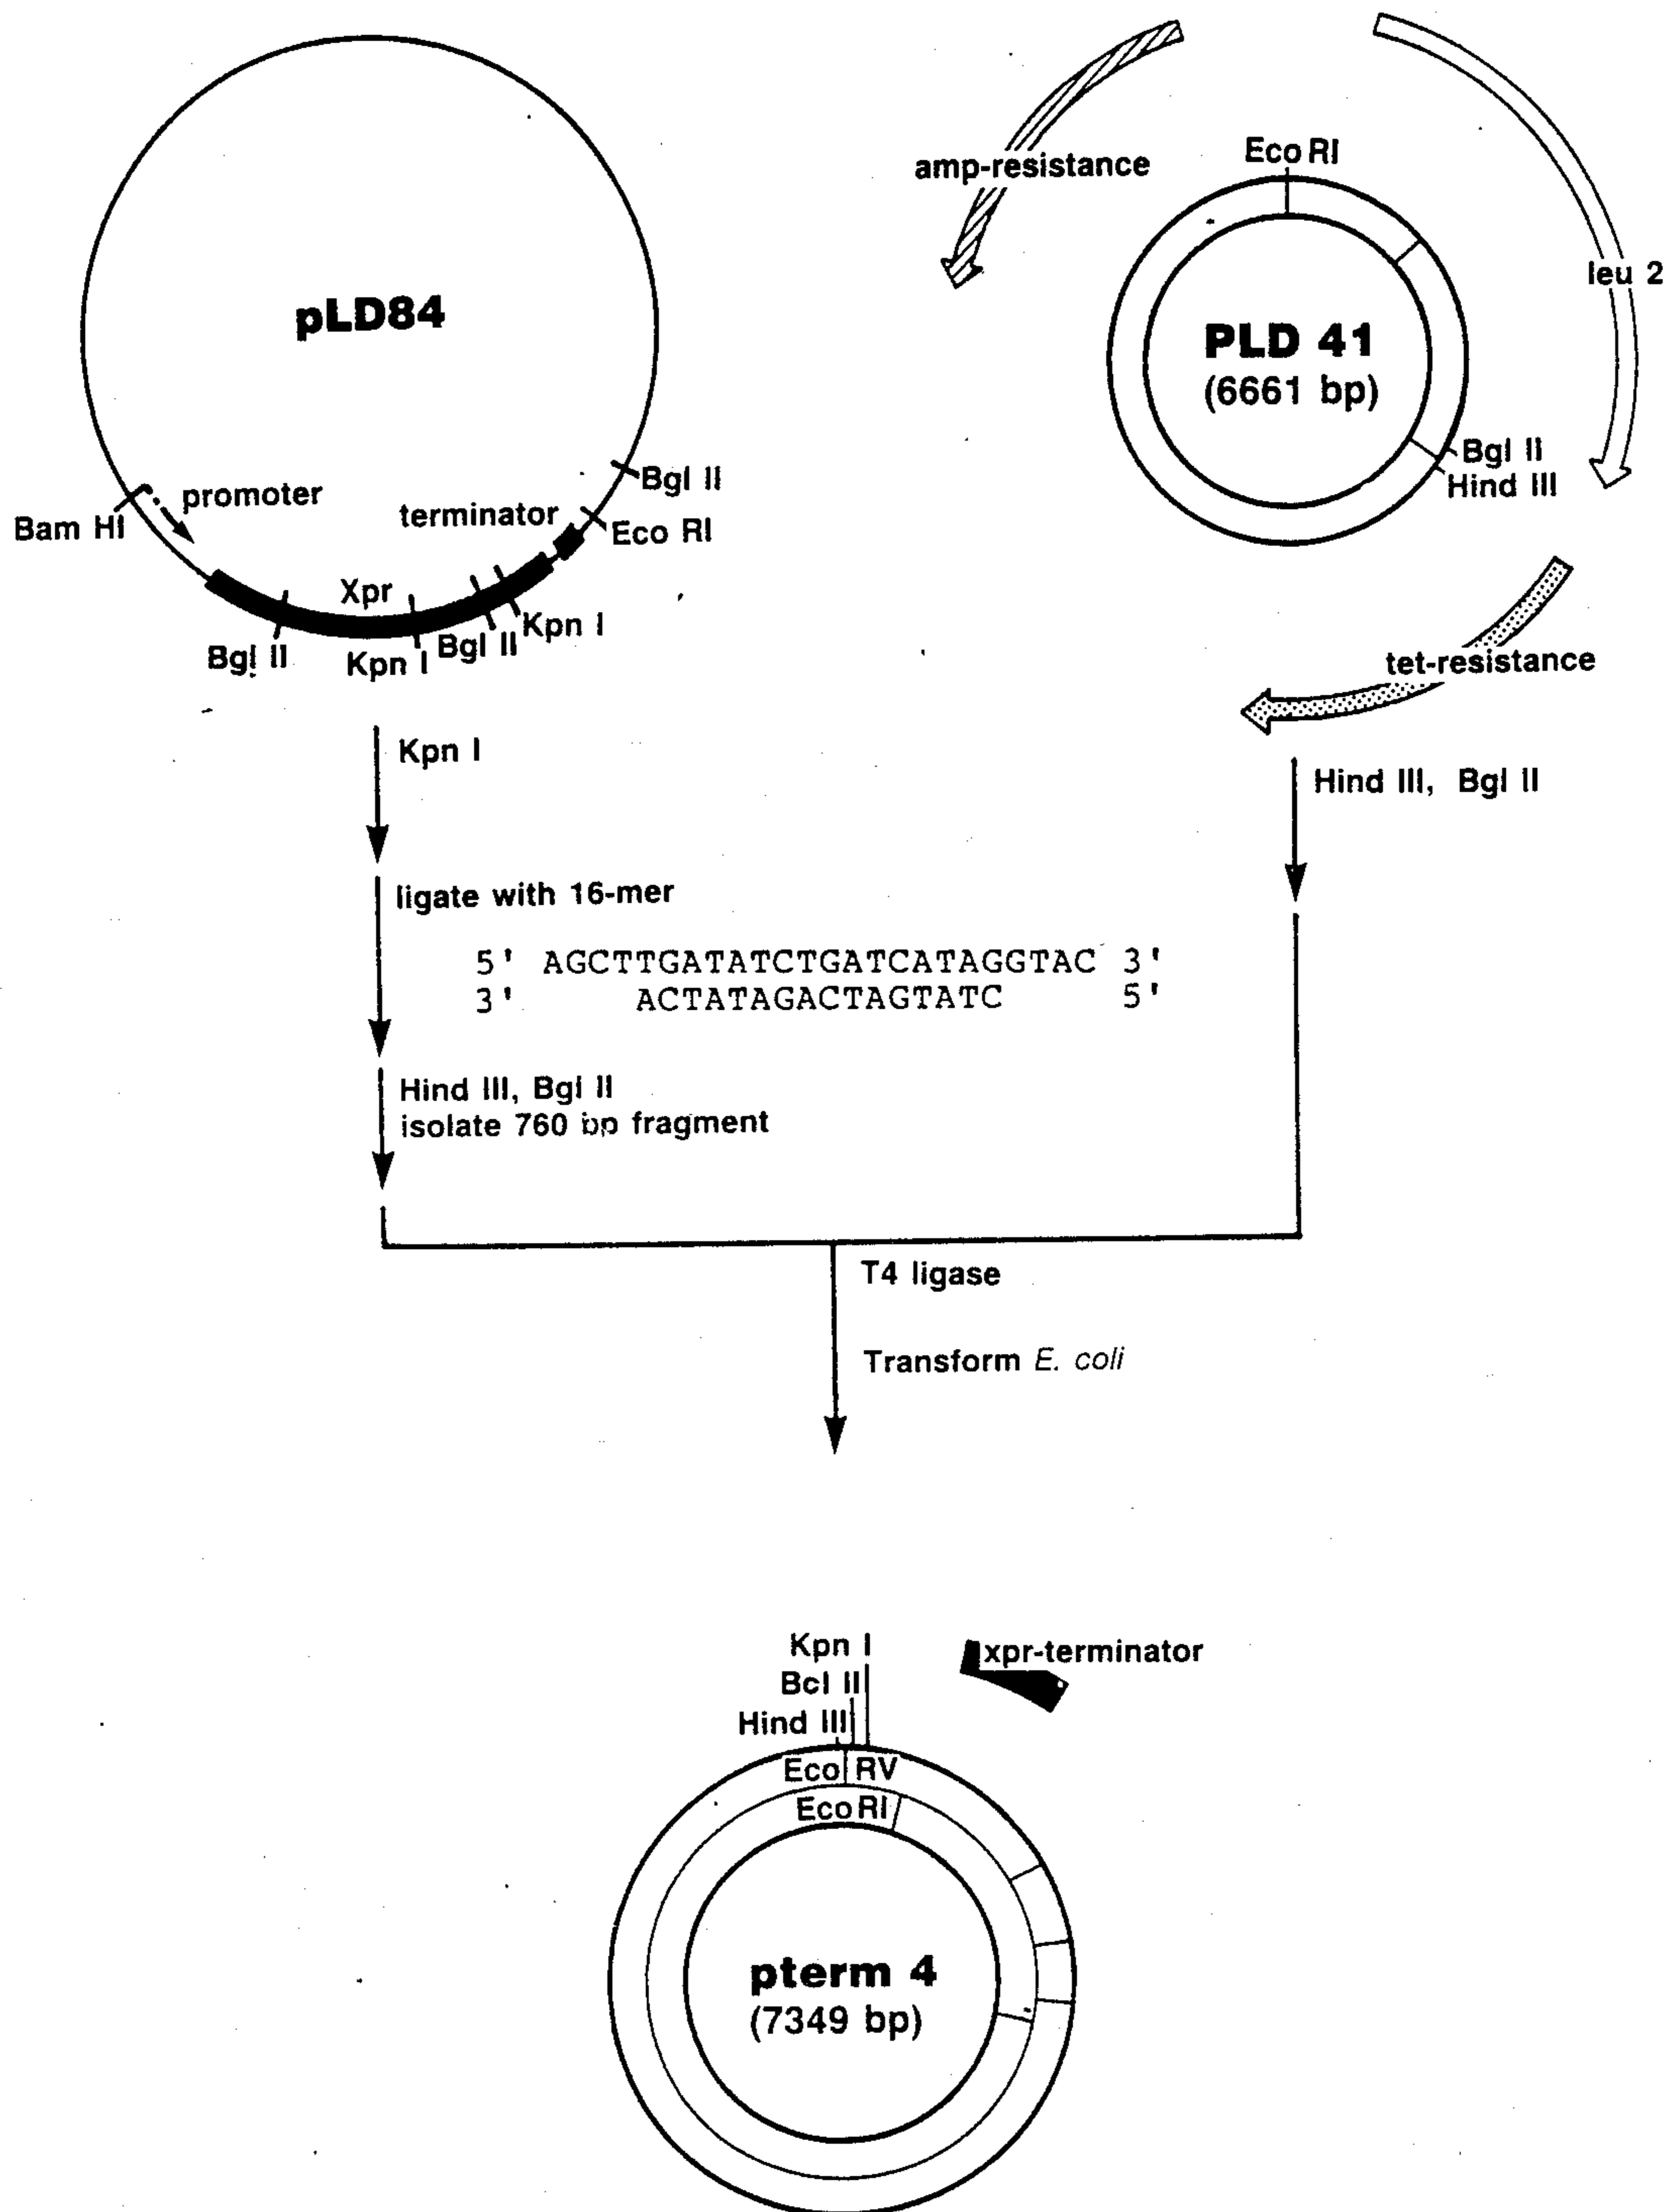 pLD84
promoter
Bam HI
terminator
Bgl II
Eco RI
Xpr
Bgl II
Kpn I
Bgl II
Kpn I
amp-resistance
Eco RI
leu 2
PLD 41
(6661 bp)
Bgl II
Hind III
tet-resistance
Kpn I
Hind III, Bgl II
ligate with 16-mer
5' AGCTTGATATCTGATCATAGGTAC 3'
3' ACTATAGACTAGTATC 5'
Hind III, Bgl II
isolate 760 bp fragment
T4 ligase
Transform E. coli
Kpn I
Bcl II
Hind III
xpr-terminator
Eco RV
Eco RI
pterm 4
(7349 bp)